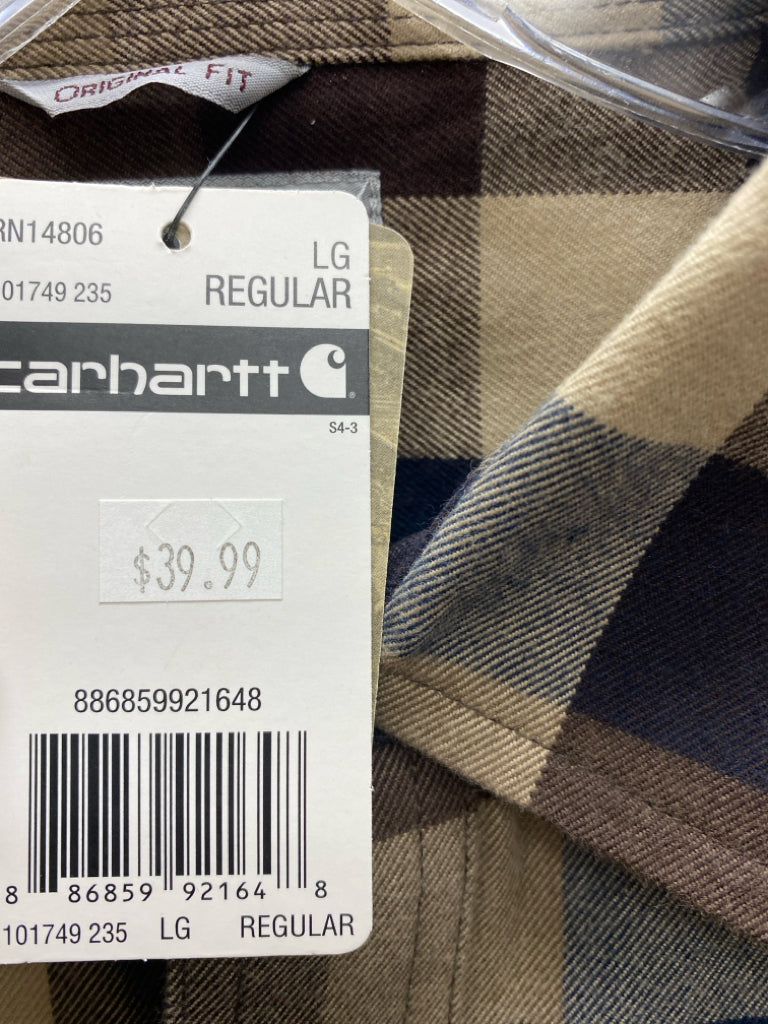 ORIGINAL FIT
RN14806
LG
REGULAR
101749 235
carhartt
S4-3
$39.99
886859921648
8 86859 92164 8
101749 235 LG REGULAR